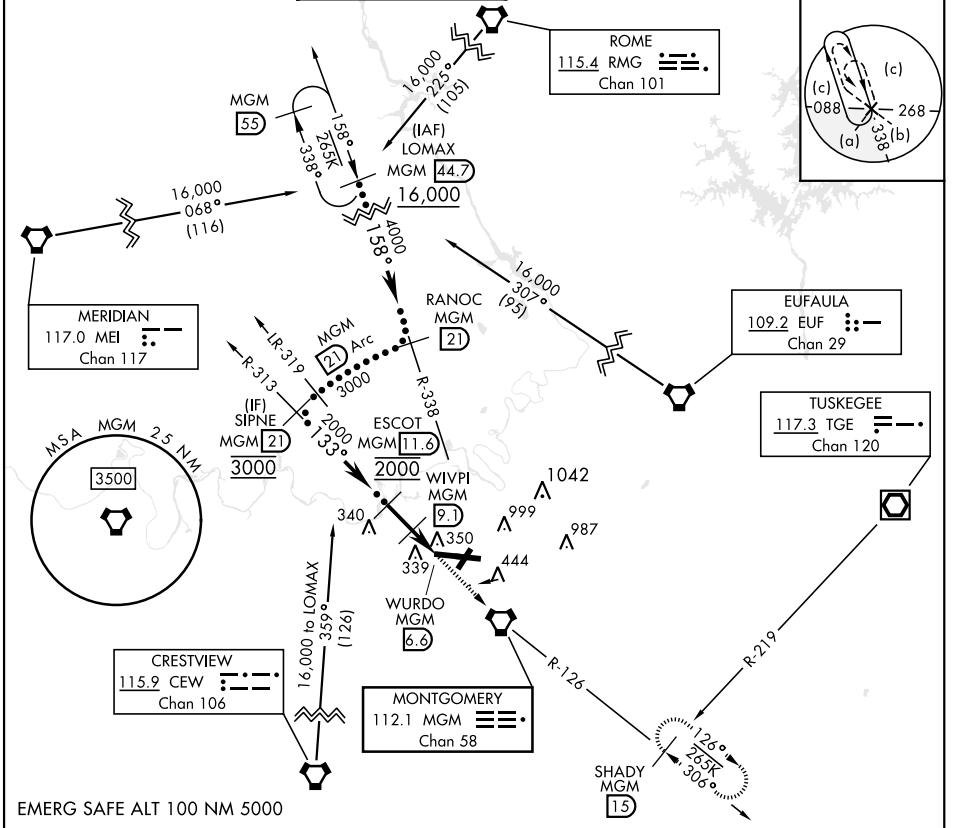 ROME
115.4 RMG
Chan 101
16,000
225°
(105)
MGM
55
158°
265K
338°
(IAF)
LOMAX
MGM 44.7
16,000
(c)
(c)
088
268
(a)
(b)
338
16,000
068°
(116)
4000
158°
16,000
307°
(95)
MERIDIAN
117.0 MEI
Chan 117
RANOC
MGM
21
EUFAULA
109.2 EUF
Chan 29
MGM
21 Arc
3000
LR-319
R-313
R-338
(IF)
SIPNE
MGM 21
3000
2000
133°
ESCOT
MGM 11.6
2000
TUSKEGEE
117.3 TGE
Chan 120
MSA MGM 25 NM
3500
WIVPI
MGM
9.1
1042
999
987
340
350
339
444
WURDO
MGM
6.6
16,000 to LOMAX
359°
(126)
R-219
R-126
CRESTVIEW
115.9 CEW
Chan 106
MONTGOMERY
112.1 MGM
Chan 58
126°
265K
306°
SHADY
MGM
15
EMERG SAFE ALT 100 NM 5000